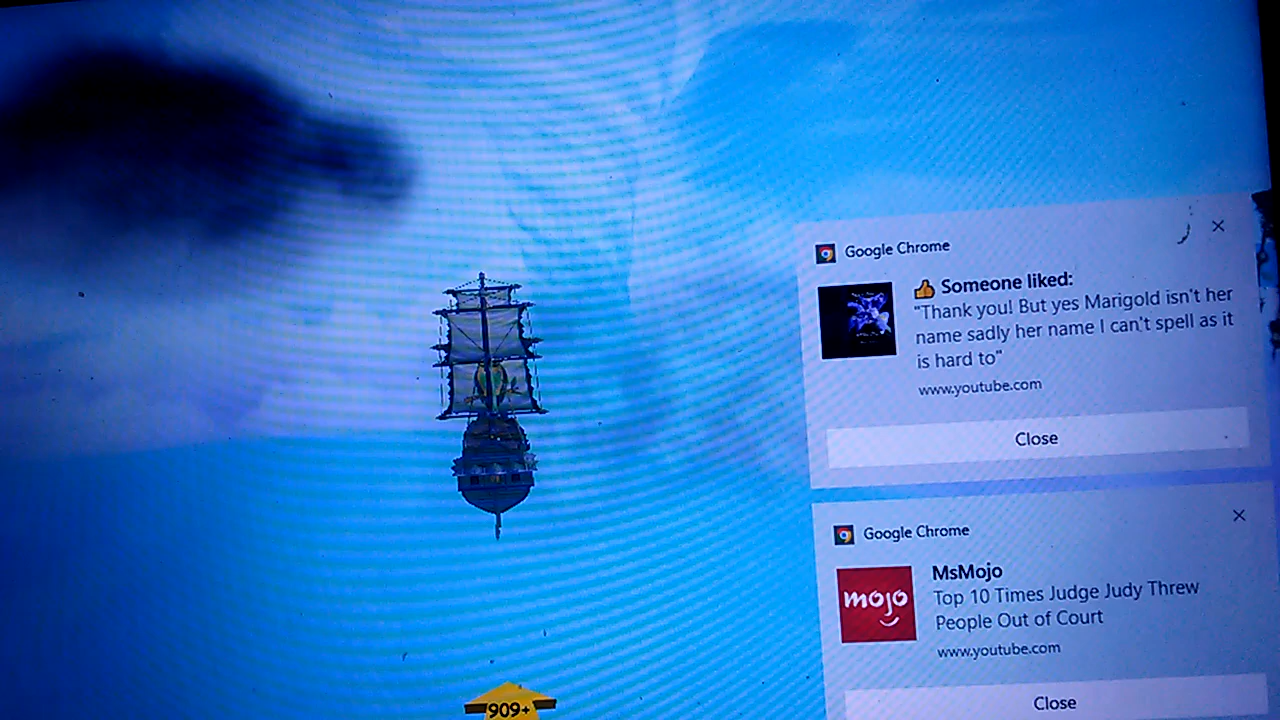 Google Chrome
👍 Someone liked:
"Thank you! But yes Marigold isn't her
name sadly her name I can't spell as it
is hard to"
www.youtube.com
Close
Google Chrome
mojo
MsMojo
Top 10 Times Judge Judy Threw
People Out of Court
www.youtube.com
Close
909+